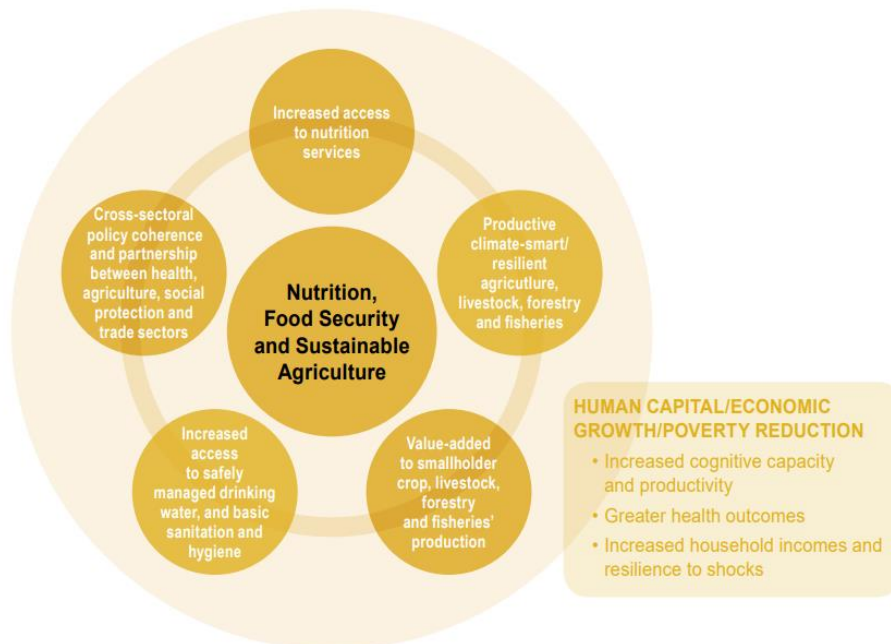 Increased access
to nutrition
services
Cross-sectoral
policy coherence
and partnership
between health,
agriculture, social
protection and
trade sectors
Productive
climate-smart/
resilient
agricutlure,
livestock, forestry
and fisheries
Nutrition,
Food Security
and Sustainable
Agriculture
Increased
access
to safely
managed drinking
water, and basic
sanitation and
hygiene
Value-added
to smallholder
crop, livestock,
forestry
and fisheries’
production
HUMAN CAPITAL/ECONOMIC
GROWTH/POVERTY REDUCTION
• Increased cognitive capacity
and productivity
• Greater health outcomes
• Increased household incomes and
resilience to shocks